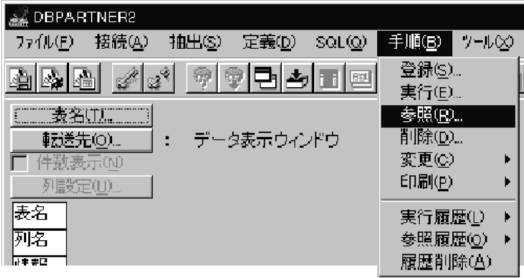 DBPARTNER2
ファイル(F) 接続(A) 抽出(S) 定義(D) SQL(Q) 手順(B) ツール(X)
登録(S)...
実行(E)...
参照(R)...
削除(D)...
変更(C)
印刷(P)
実行履歴(L)
参照履歴(O)
履歴削除(A)
表名(T)...
転送先(O)... : データ表示ウィンドウ
件数表示(N)
列設定(U)...
表名
列名